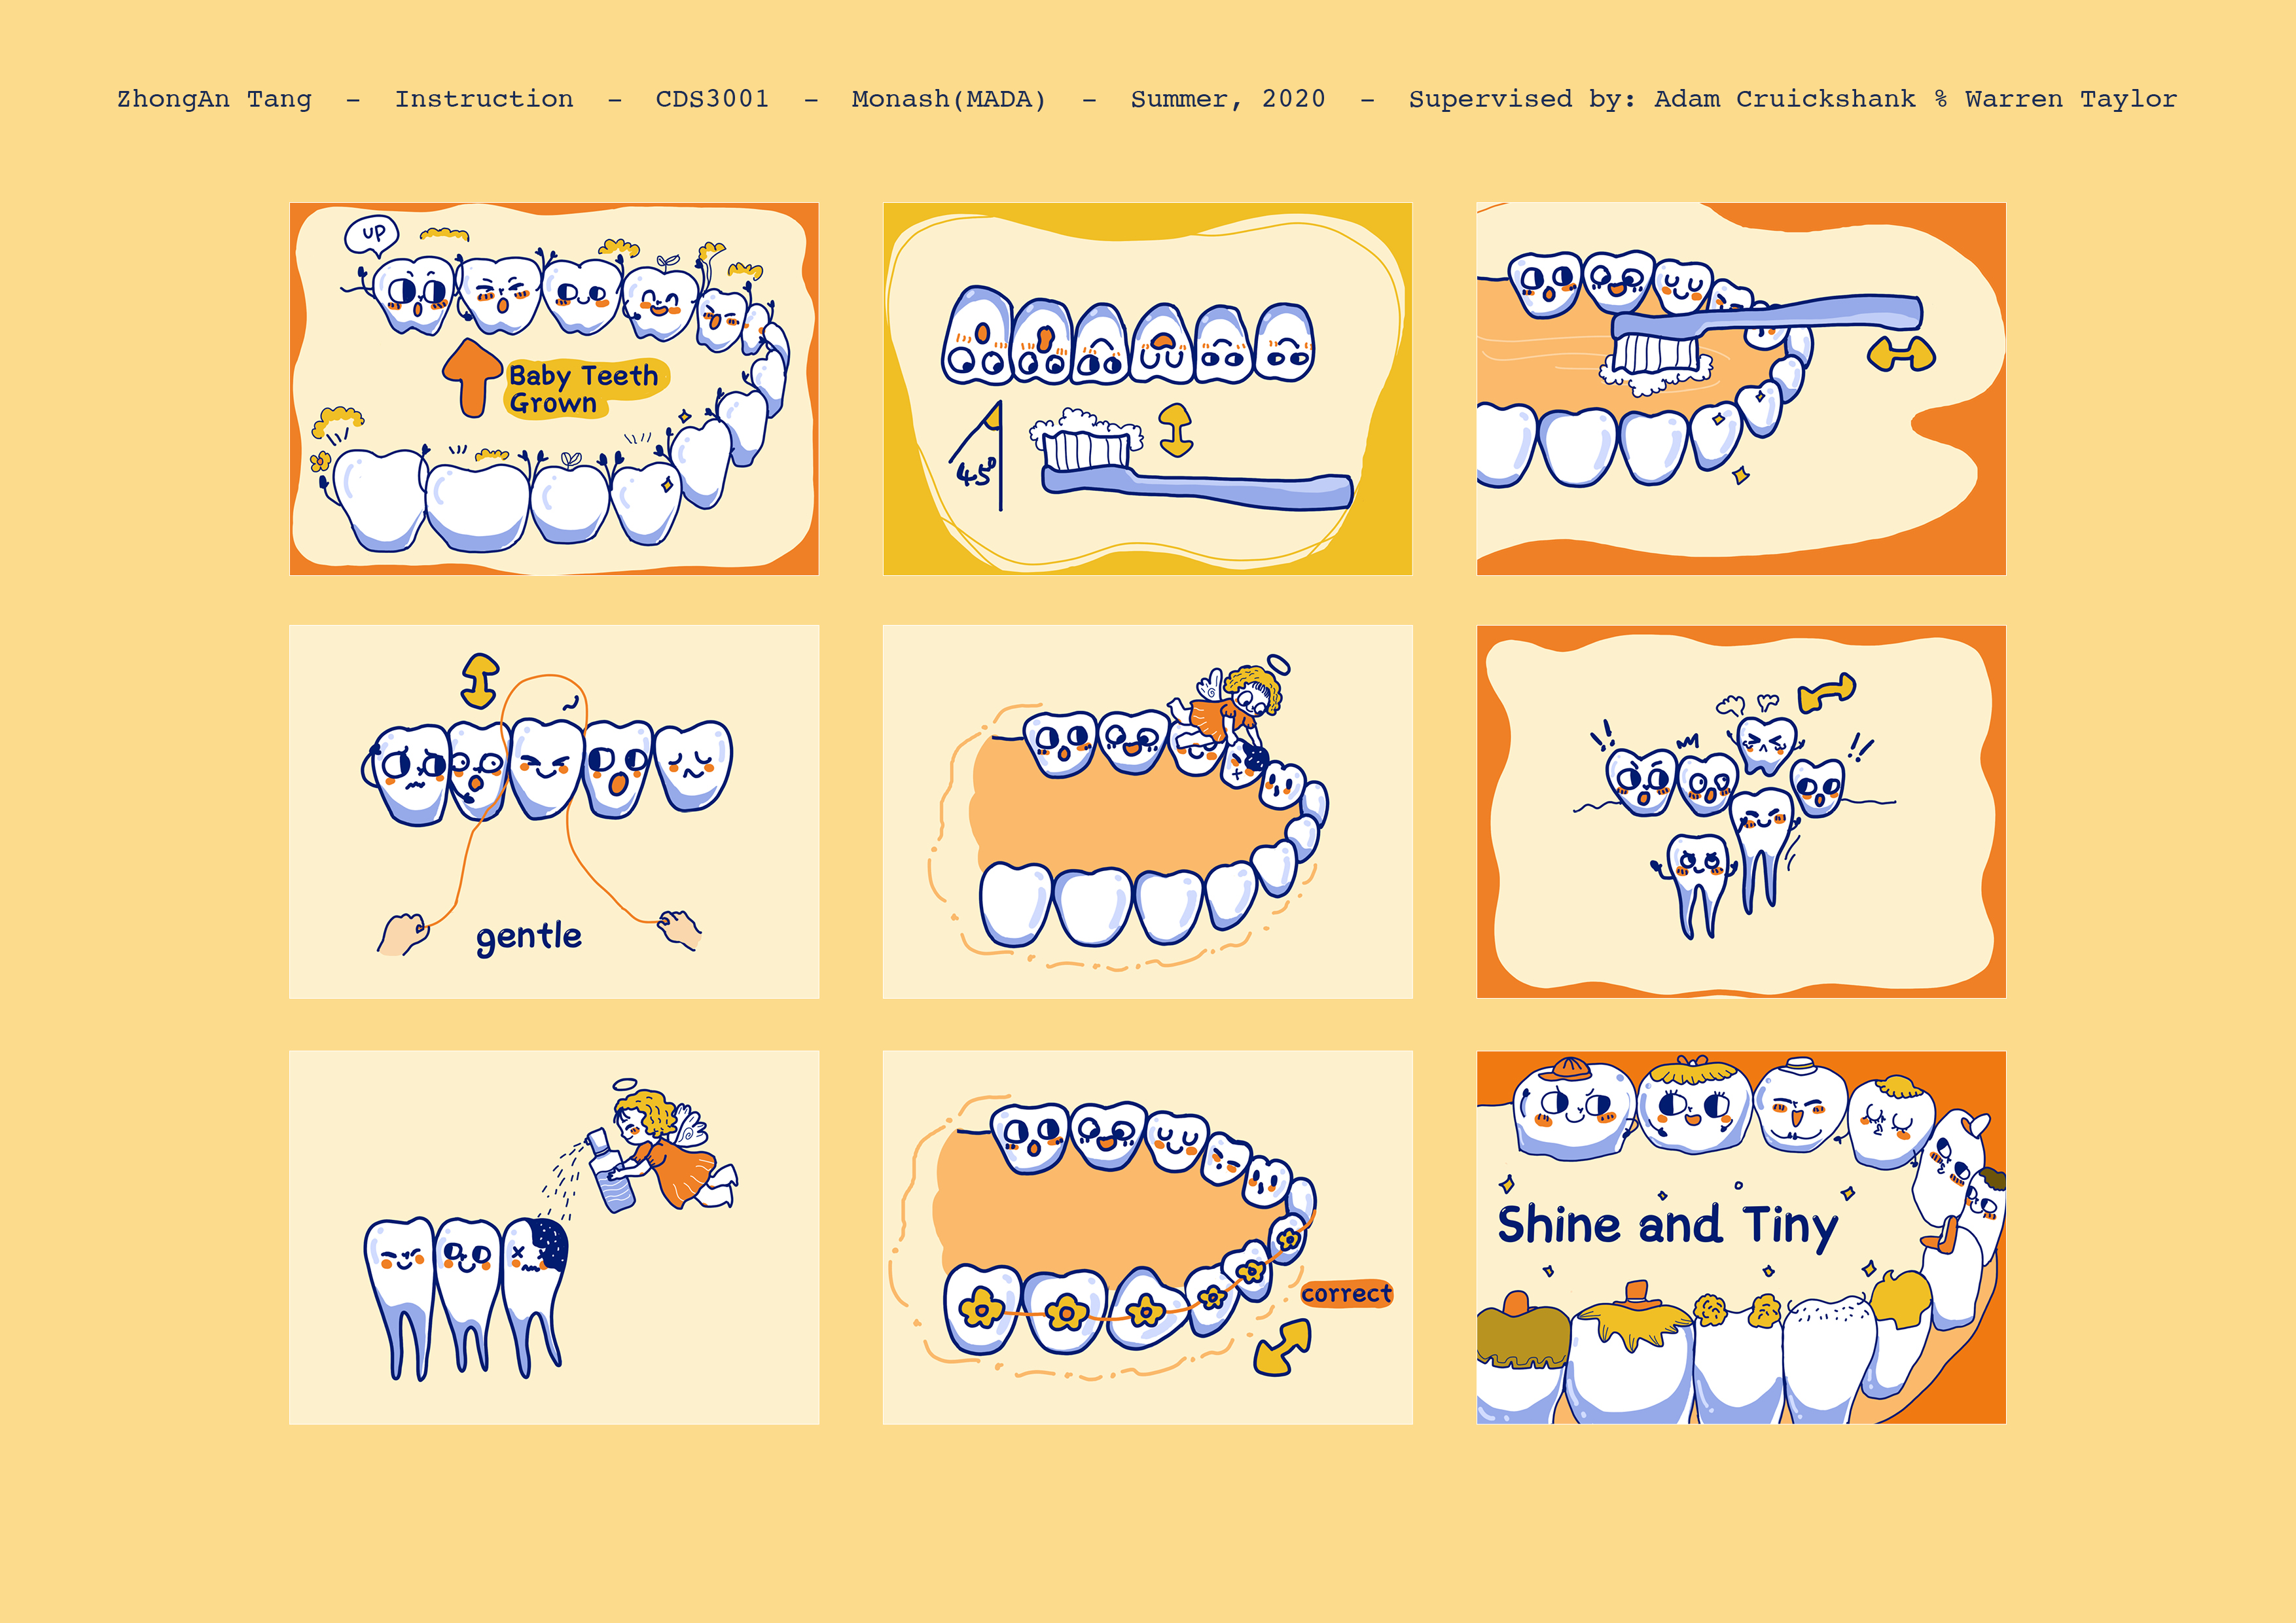 ZhongAn Tang – Instruction – CDS3001 – Monash(MADA) – Summer, 2020 – Supervised by: Adam Cruickshank % Warren Taylor
UP
Baby Teeth
Grown
45°
gentle
correct
Shine and Tiny